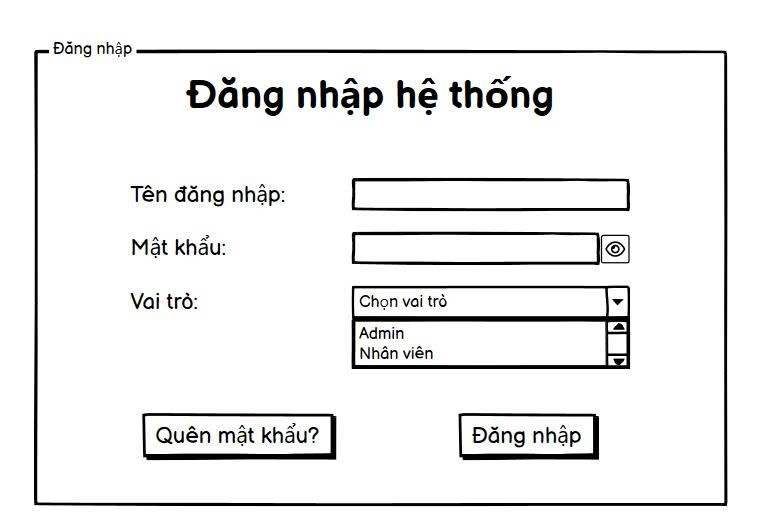 Đăng nhập
Đăng nhập hệ thống
Tên đăng nhập:
Mật khẩu:
Vai trò:
Chọn vai trò
Admin
Nhân viên
Quên mật khẩu?
Đăng nhập